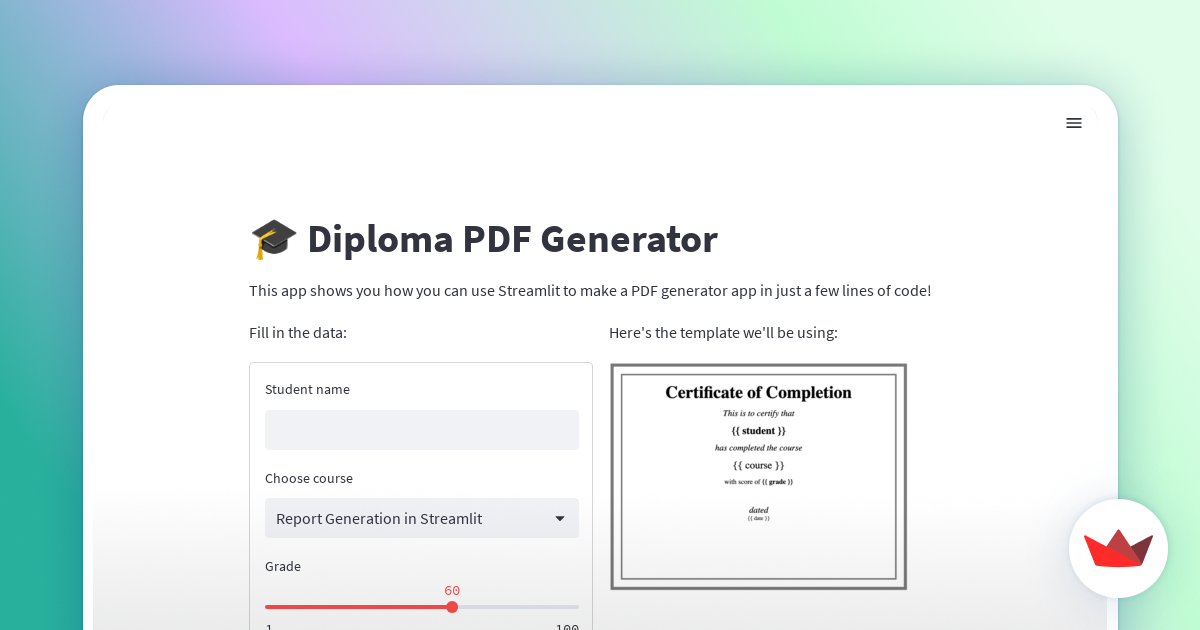 🎓 Diploma PDF Generator
This app shows you how you can use Streamlit to make a PDF generator app in just a few lines of code!
Fill in the data:
Student name
Choose course
Report Generation in Streamlit
Grade
60
1
100
Here's the template we'll be using:
Certificate of Completion
This is to certify that
{{ student }}
has completed the course
{{ course }}
with score of {{ grade }}
dated
{{ date }}